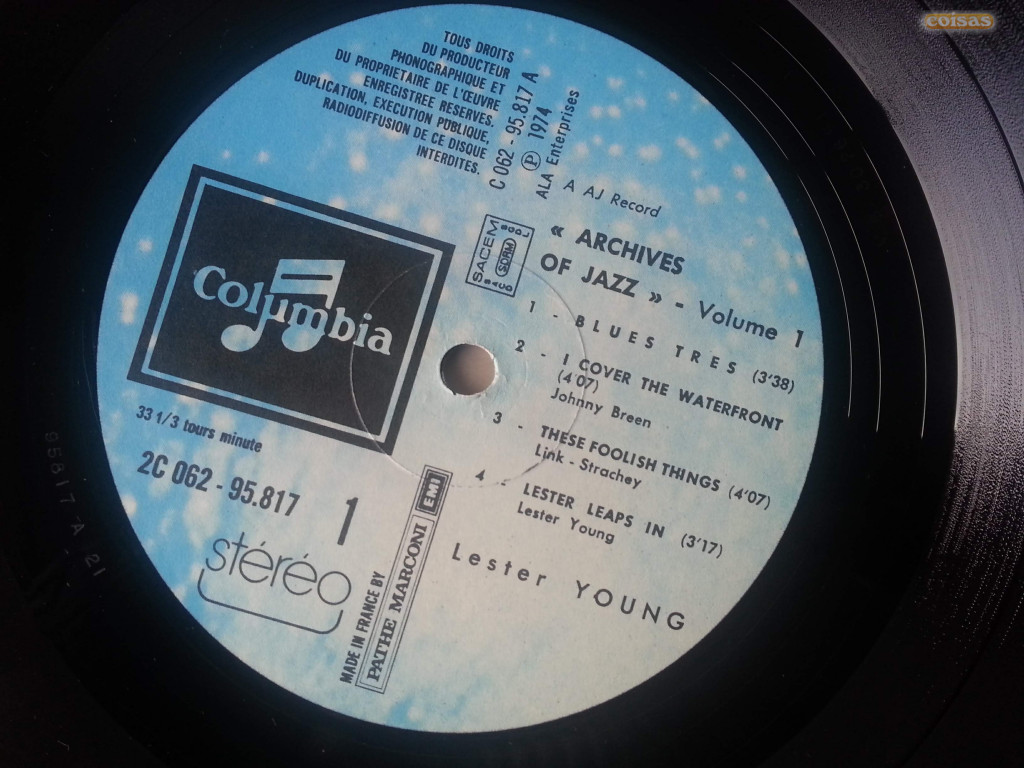 coisas
TOUS DROITS
DU PRODUCTEUR
PHONOGRAPHIQUE ET
DU PROPRIETAIRE DE L'ŒUVRE
ENREGISTREE RESERVES.
DUPLICATION, EXECUTION PUBLIQUE,
RADIODIFFUSION DE CE DISQUE
INTERDITES.
C 062 - 95.817 A
Ⓟ 1974
ALA Enterprises
A AJ Record
SACEM
SDRM
« ARCHIVES
OF JAZZ » - Volume 1
1 - BLUES TRES (3'38)
2 - I COVER THE WATERFRONT
(4'07)
Johnny Breen
3 - THESE FOOLISH THINGS (4'07)
Link - Strachey
4 - LESTER LEAPS IN (3'17)
Lester Young
Lester YOUNG
Columbia
33 1/3 tours minute
2C 062 - 95.817
1
stéréo
MADE IN FRANCE BY
PATHE MARCONI EMI
95817 A 21